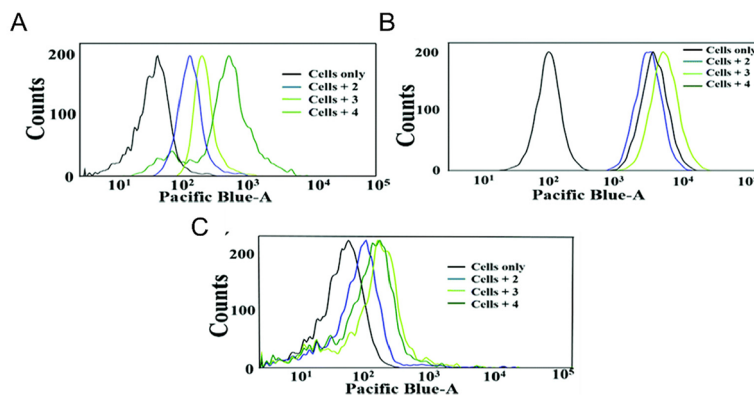 A
Counts
200
100
0
10¹ 10² 10³ 10⁴ 10⁵
Pacific Blue-A
Cells only
Cells + 2
Cells + 3
Cells + 4
B
Counts
200
100
0
10¹ 10² 10³ 10⁴ 10⁵
Pacific Blue-A
Cells only
Cells + 2
Cells + 3
Cells + 4
C
Counts
200
100
0
10¹ 10² 10³ 10⁴ 10⁵
Pacific Blue-A
Cells only
Cells + 2
Cells + 3
Cells + 4